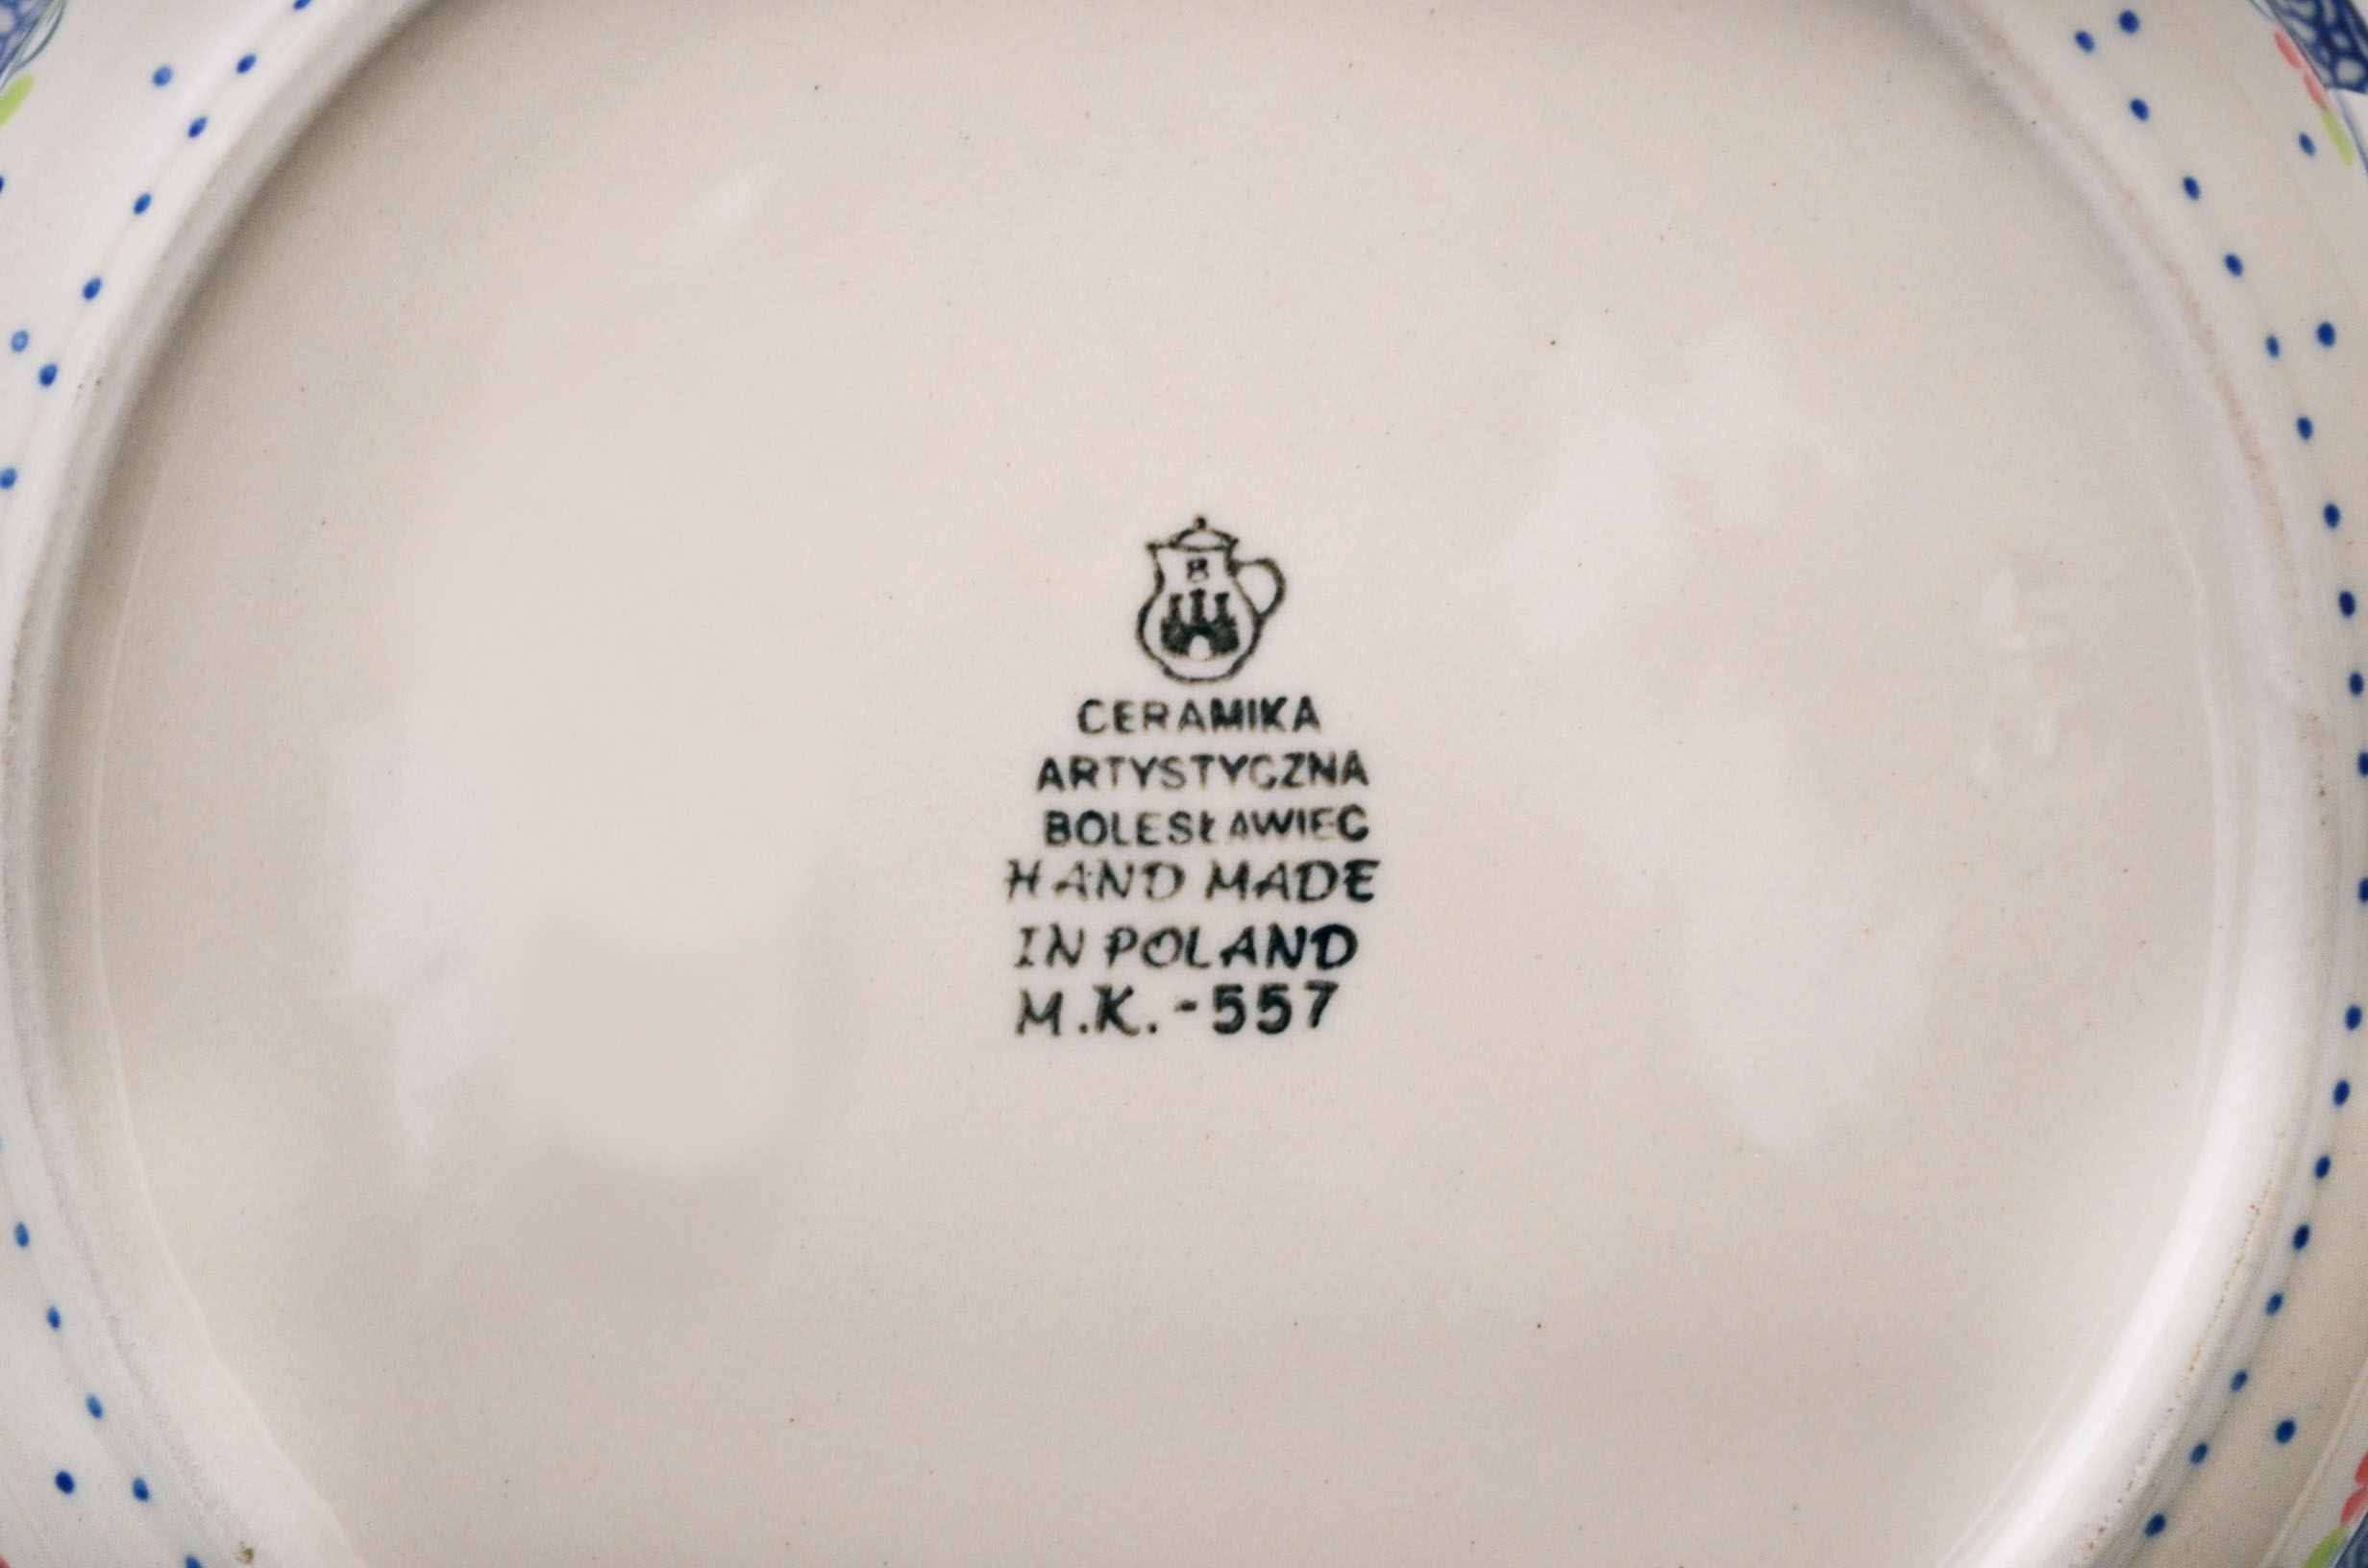 B
CERAMIKA
ARTYSTYCZNA
BOLESŁAWIEC
HAND MADE
IN POLAND
M.K.-557